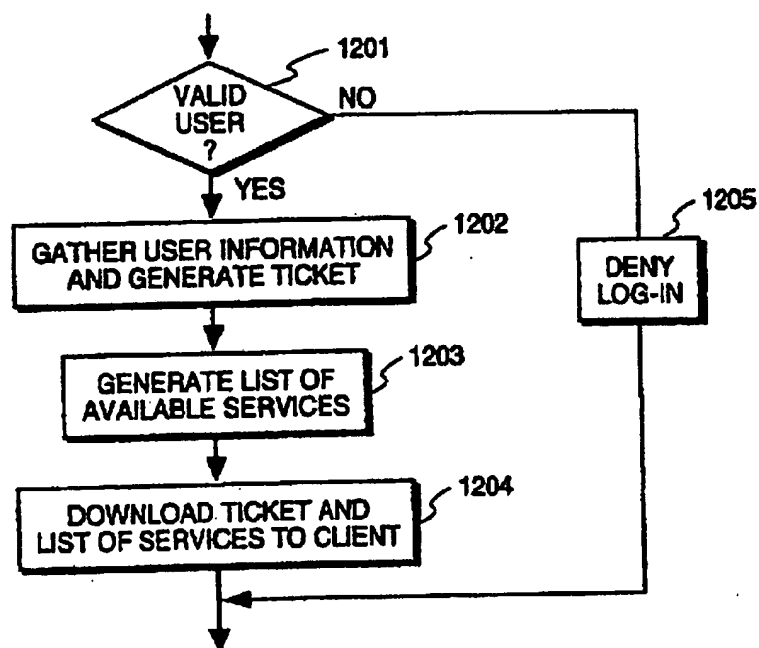 1201
VALID
USER
?
NO
YES
1202
GATHER USER INFORMATION
AND GENERATE TICKET
1205
DENY
LOG-IN
1203
GENERATE LIST OF
AVAILABLE SERVICES
1204
DOWNLOAD TICKET AND
LIST OF SERVICES TO CLIENT